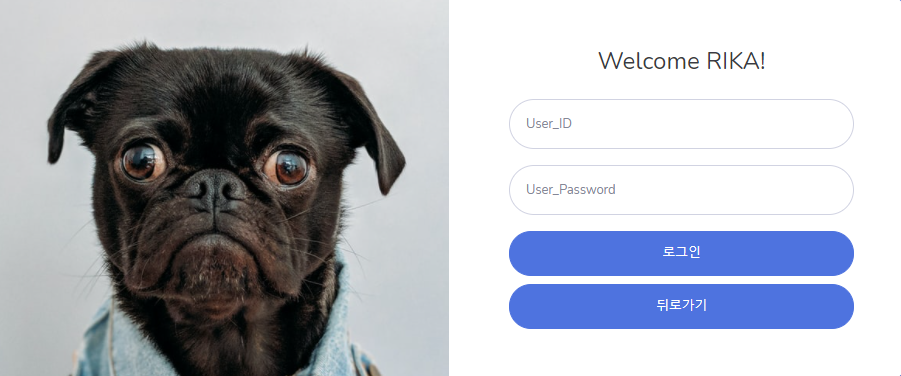 Welcome RIKA!
User_ID
User_Password
로그인
뒤로가기